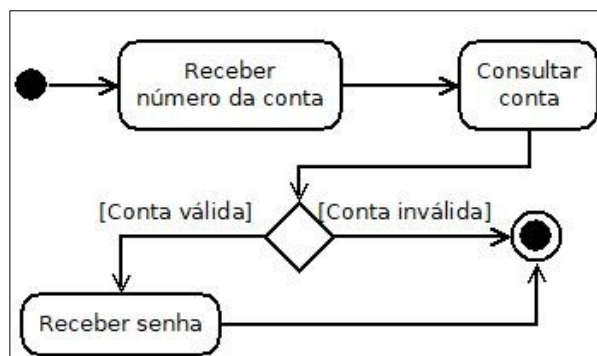 Receber
número da conta
Consultar
conta
[Conta válida]
[Conta inválida]
Receber senha